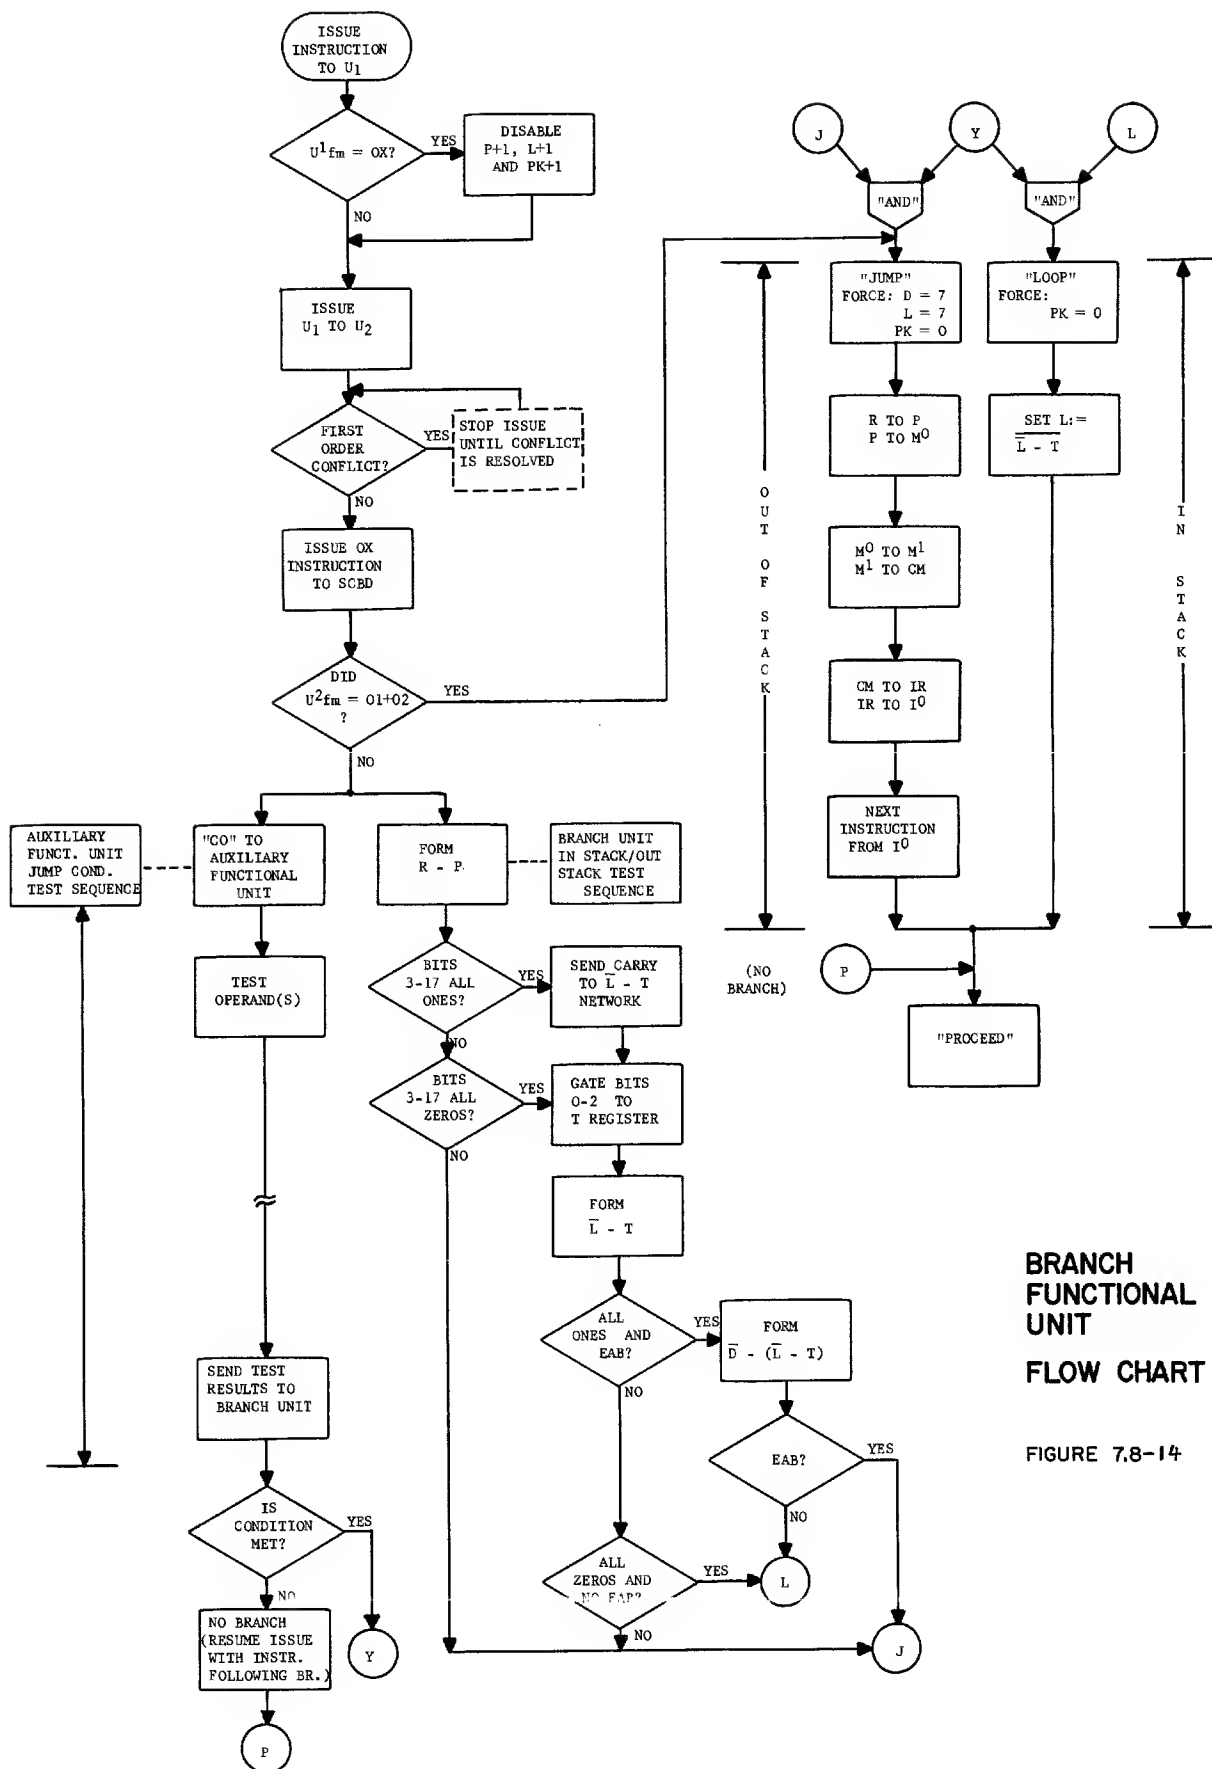 ISSUE
INSTRUCTION
TO U1
U1fm = OX?
YES
DISABLE
P+1, L+1
AND PK+1
NO
ISSUE
U1 TO U2
FIRST
ORDER
CONFLICT?
YES
STOP ISSUE
UNTIL CONFLICT
IS RESOLVED
NO
ISSUE OX
INSTRUCTION
TO SCBD
DID
U2fm = 01+02
?
YES
NO
AUXILIARY
FUNCT. UNIT
JUMP COND.
TEST SEQUENCE
"GO" TO
AUXILIARY
FUNCTIONAL
UNIT
FORM
R - P
BRANCH UNIT
IN STACK/OUT
STACK TEST
SEQUENCE
TEST
OPERAND(S)
BITS
3-17 ALL
ONES?
YES
SEND CARRY
TO L̅ - T
NETWORK
NO
BITS
3-17 ALL
ZEROS?
YES
GATE BITS
0-2 TO
T REGISTER
NO
FORM
L̅ - T
ALL
ONES AND
EAB?
YES
FORM
D̅ - (L̅ - T)
NO
EAB?
YES
NO
ALL
ZEROS AND
NO EAB?
YES
L
NO
J
SEND TEST
RESULTS TO
BRANCH UNIT
IS
CONDITION
MET?
YES
NO
Y
NO BRANCH
(RESUME ISSUE
WITH INSTR.
FOLLOWING BR.)
P
J
Y
L
"AND"
"AND"
OUT OF STACK
"JUMP"
FORCE: D = 7
L = 7
PK = 0
"LOOP"
FORCE:
PK = 0
IN STACK
R TO P
P TO M0
SET L:=
L̅ - T
M0 TO M1
M1 TO CM
CM TO IR
IR TO I0
NEXT
INSTRUCTION
FROM I0
(NO
BRANCH)
P
"PROCEED"
BRANCH
FUNCTIONAL
UNIT
FLOW CHART
FIGURE 7.8-14